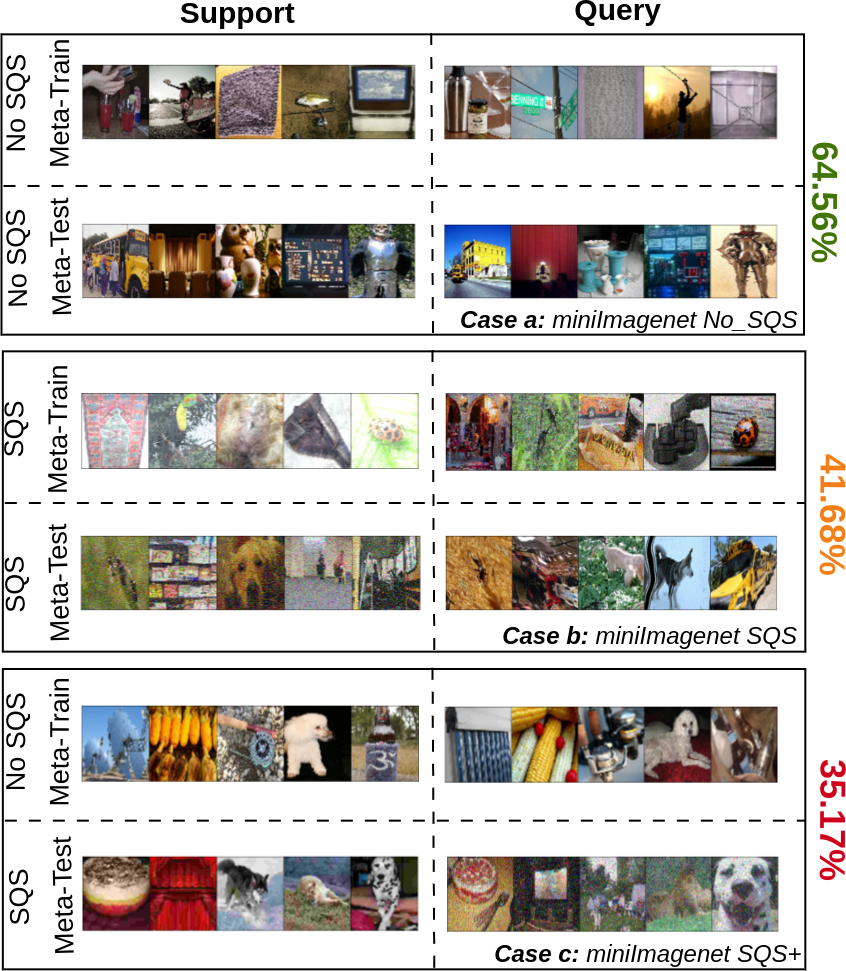 Support Query
No SQS
Meta-Train
BENNING
No SQS
Meta-Test
64.56%
Case a: miniImagenet No_SQS
SQS
Meta-Train
SQS
Meta-Test
41.68%
Case b: miniImagenet SQS
No SQS
Meta-Train
SQS
Meta-Test
35.17%
Case c: miniImagenet SQS+